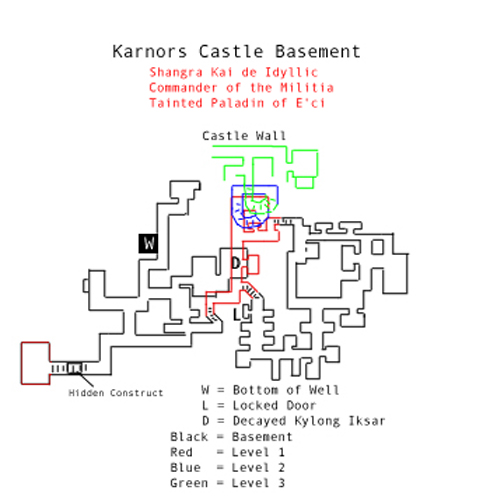 Karnors Castle Basement
Shangra Kai de Idyllic
Commander of the Militia
Tainted Paladin of E'ci
Castle Wall
W
D
L
Hidden Construct
W = Bottom of Well
L = Locked Door
D = Decayed Kylong Iksar
Black = Basement
Red = Level 1
Blue = Level 2
Green = Level 3